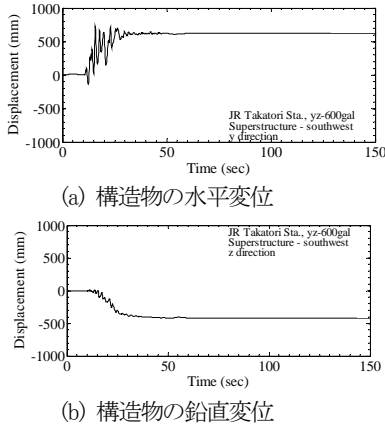 1000
500
0
-500
-1000
Displacement (mm)
JR Takatori Sta., yz-600gal
Superstructure - southwest
y direction
0 50 100 150
Time (sec)
(a) 構造物の水平変位
1000
500
0
-500
-1000
Displacement (mm)
JR Takatori Sta., yz-600gal
Superstructure - southwest
z direction
0 50 100 150
Time (sec)
(b) 構造物の鉛直変位